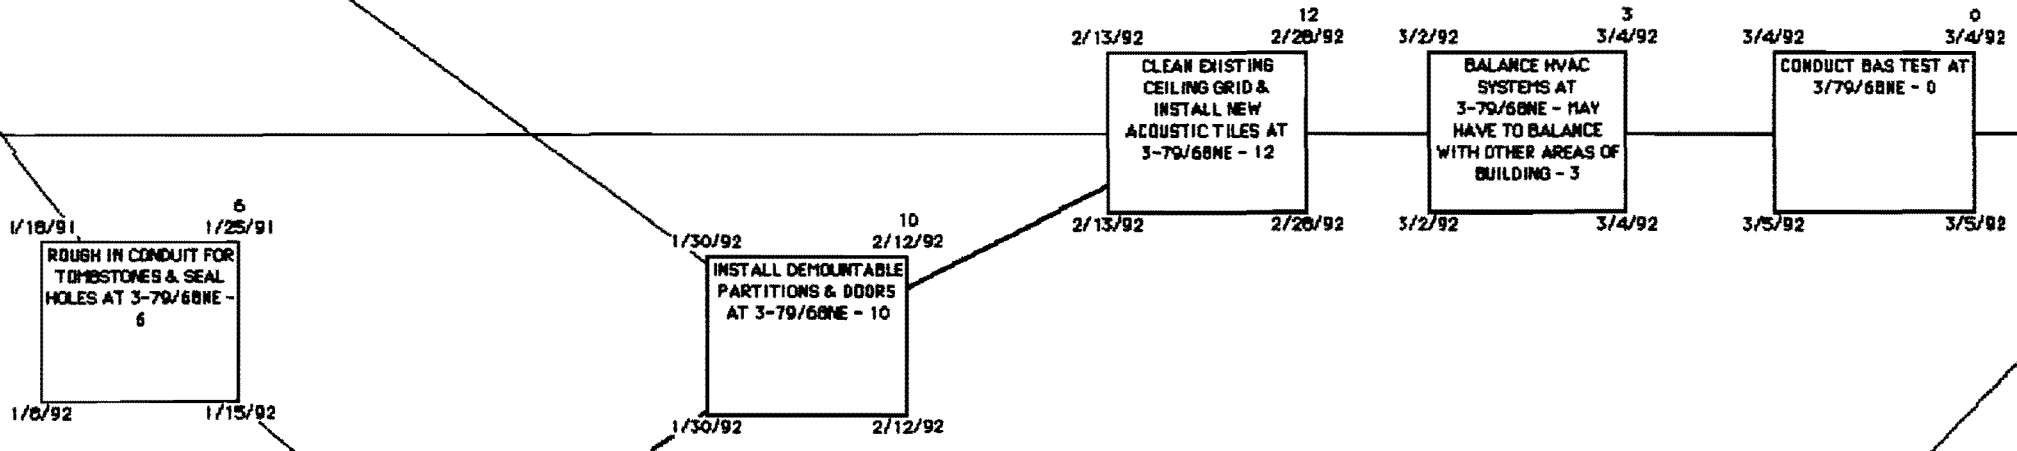 12
2/13/92 2/28/92
CLEAN EXISTING
CEILING GRID &
INSTALL NEW
ACOUSTIC TILES AT
3-79/68NE - 12
2/13/92 2/28/92
3
3/2/92 3/4/92
BALANCE HVAC
SYSTEMS AT
3-79/68NE - MAY
HAVE TO BALANCE
WITH OTHER AREAS OF
BUILDING - 3
3/2/92 3/4/92
0
3/4/92 3/4/92
CONDUCT BAS TEST AT
3/79/68NE - 0
3/5/92 3/5/92
6
1/18/91 1/25/91
ROUGH IN CONDUIT FOR
TOMBSTONES & SEAL
HOLES AT 3-79/68NE -
6
1/8/92 1/15/92
10
1/30/92 2/12/92
INSTALL DEMOUNTABLE
PARTITIONS & DOORS
AT 3-79/68NE - 10
1/30/92 2/12/92